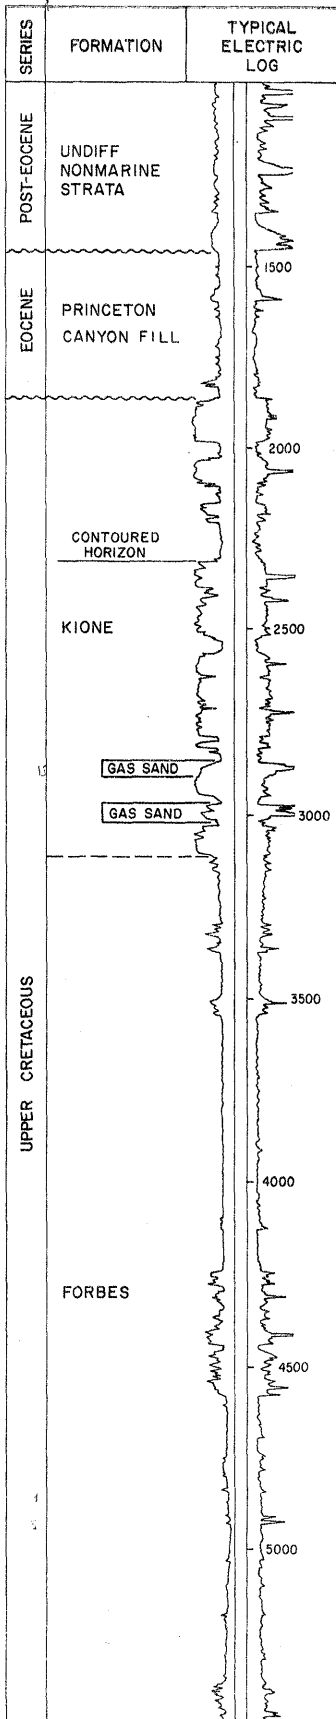 SERIES
FORMATION
TYPICAL
ELECTRIC
LOG
POST-EOCENE
UNDIFF
NONMARINE
STRATA
1500
EOCENE
PRINCETON
CANYON FILL
2000
CONTOURED
HORIZON
KIONE
2500
GAS SAND
GAS SAND
3000
UPPER CRETACEOUS
3500
4000
FORBES
4500
5000